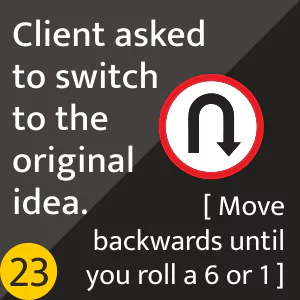 Client asked
to switch
to the
original
idea.
[ Move
backwards until
you roll a 6 or 1 ]
23